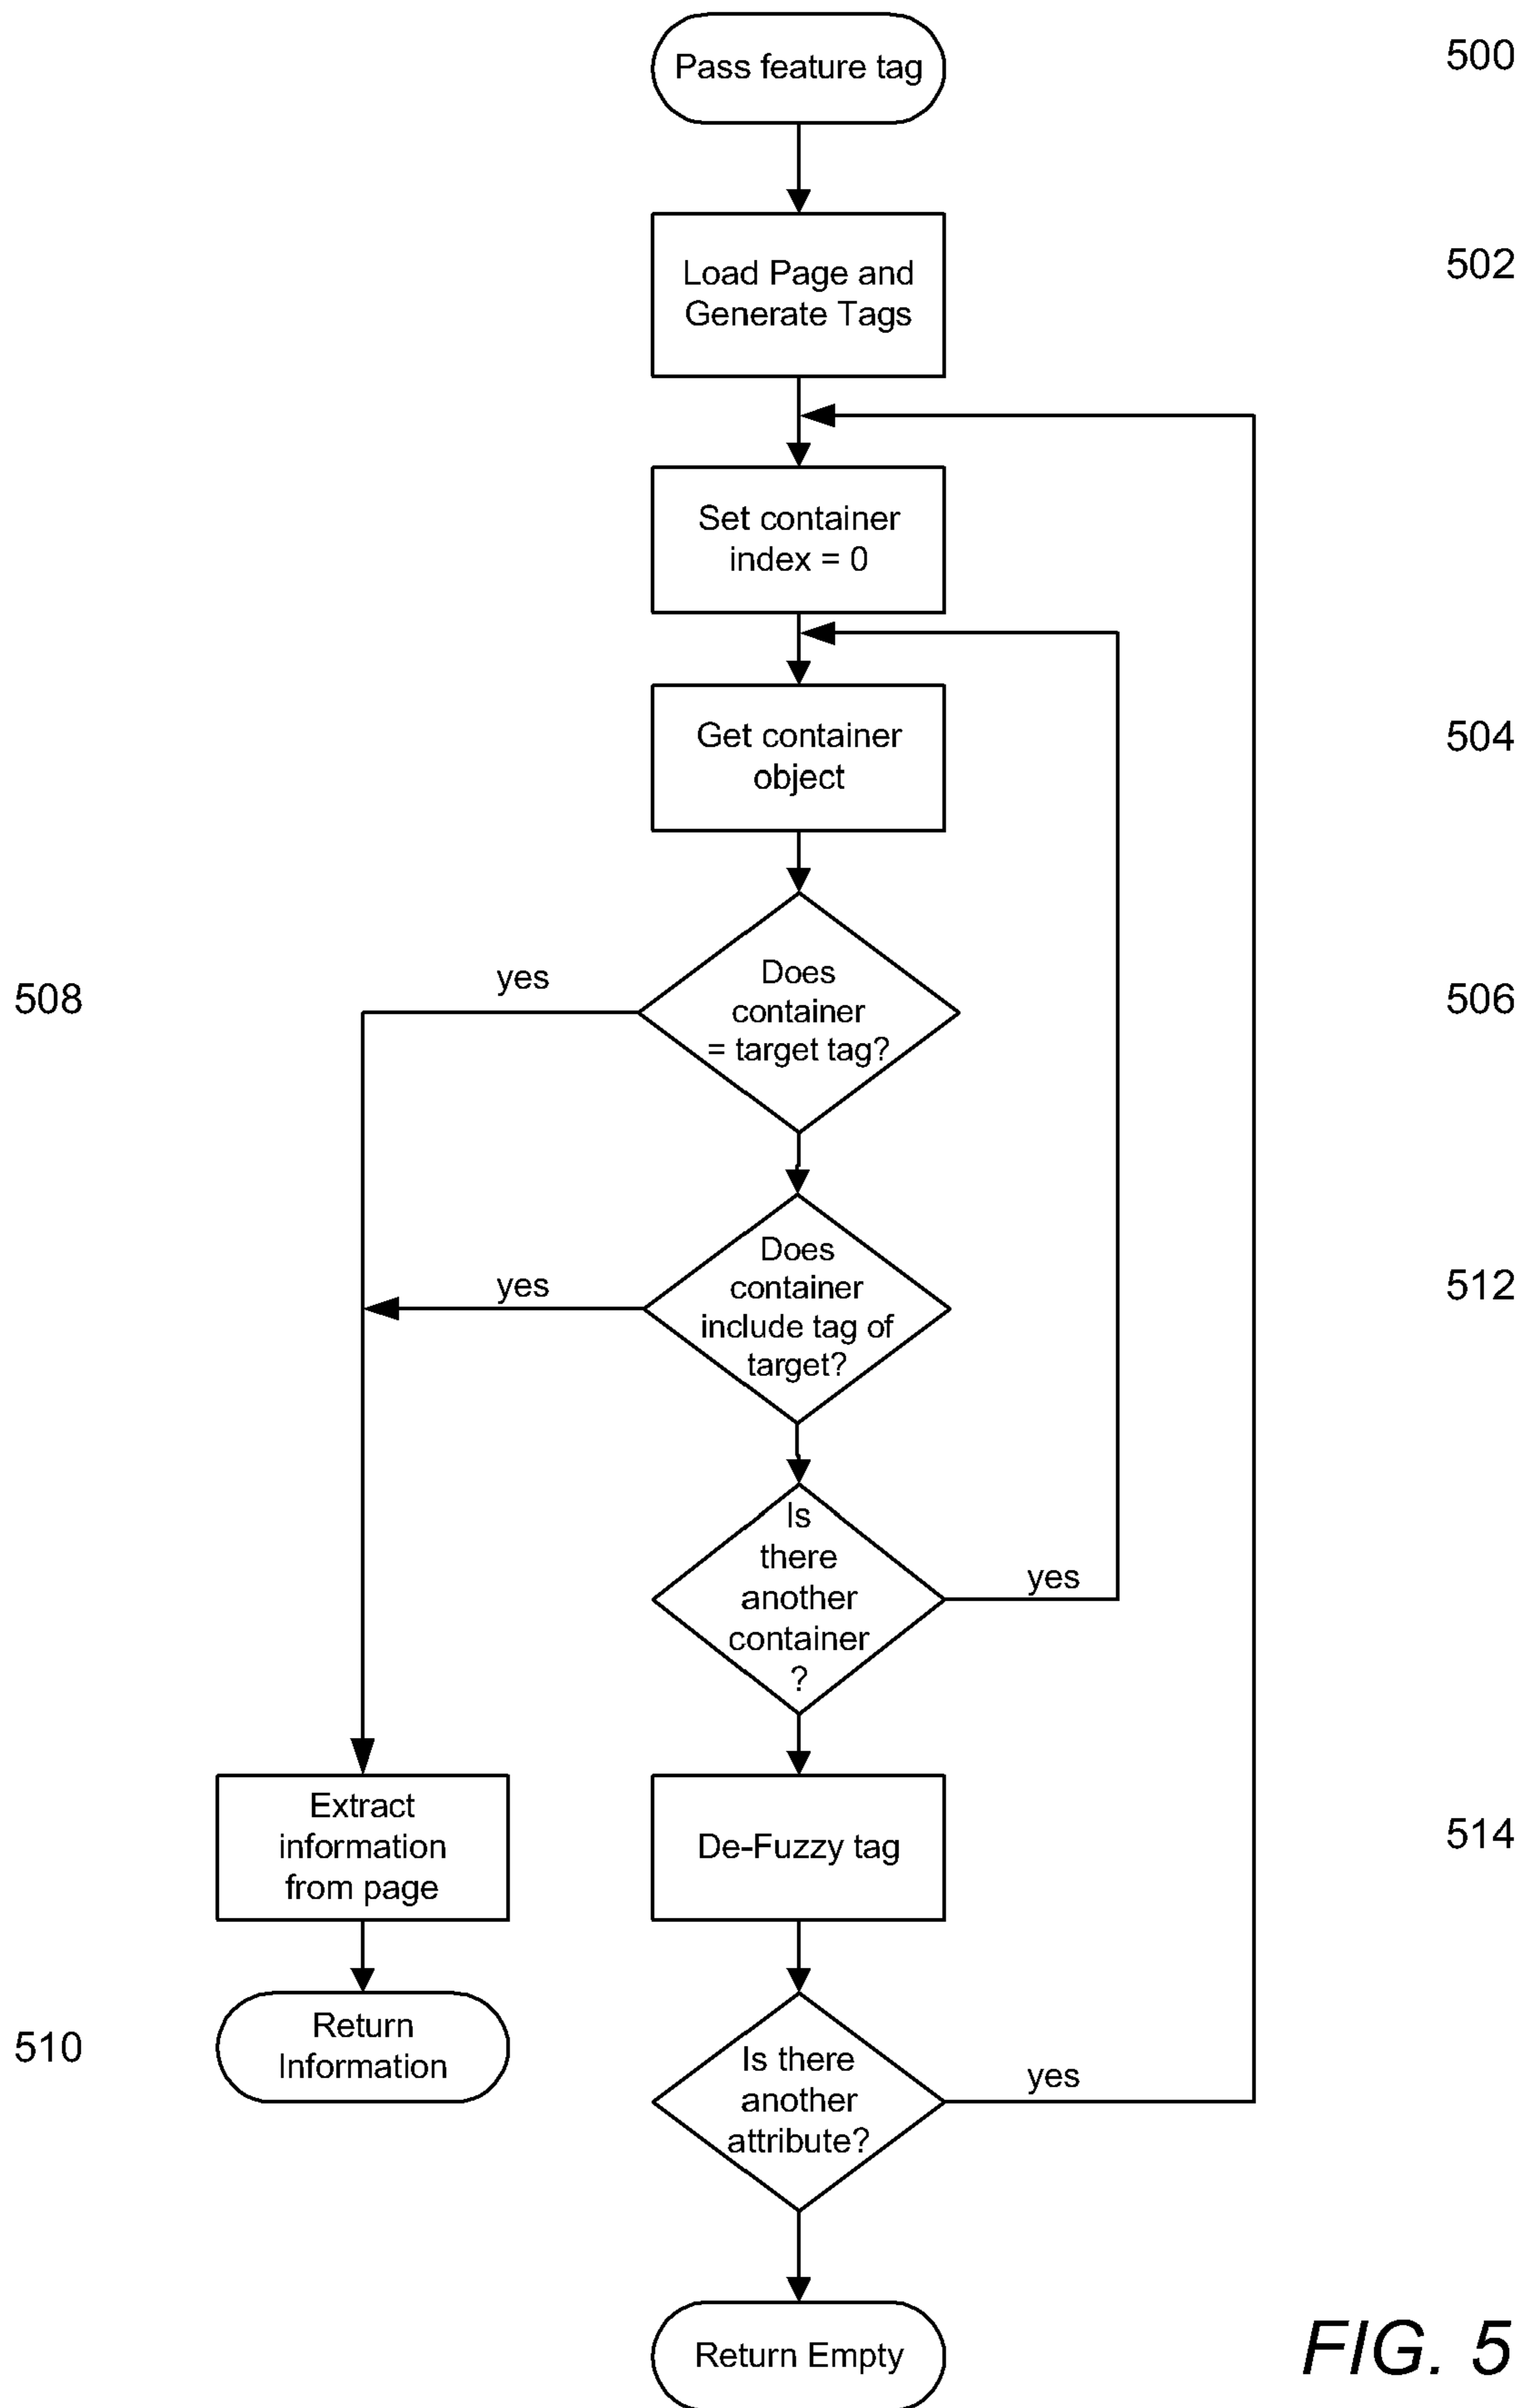 Pass feature tag
500
Load Page and
Generate Tags
502
Set container
index = 0
Get container
object
504
508
yes
Does
container
= target tag?
506
yes
Does
container
include tag of
target?
512
Is
there
another
container
?
yes
Extract
information
from page
De-Fuzzy tag
514
510
Return
Information
Is there
another
attribute?
yes
Return Empty
FIG. 5